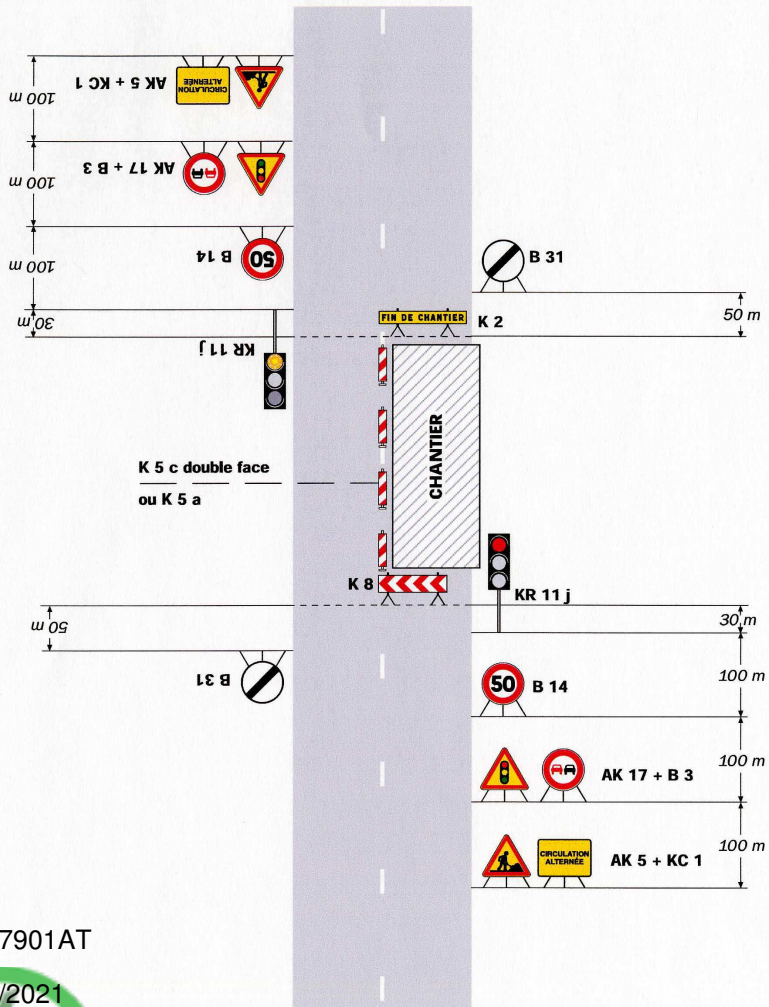 AK 5 + KC 1
CIRCULATION
ALTERNÉE
100 m
AK 17 + B 3
100 m
B 14
50
100 m
30 m
KR 11 j
B 31
FIN DE CHANTIER
K 2
50 m
CHANTIER
K 5 c double face
ou K 5 a
K 8
KR 11 j
30 m
50 m
B 31
50
B 14
100 m
AK 17 + B 3
100 m
CIRCULATION
ALTERNÉE
AK 5 + KC 1
100 m
7901AT
/2021